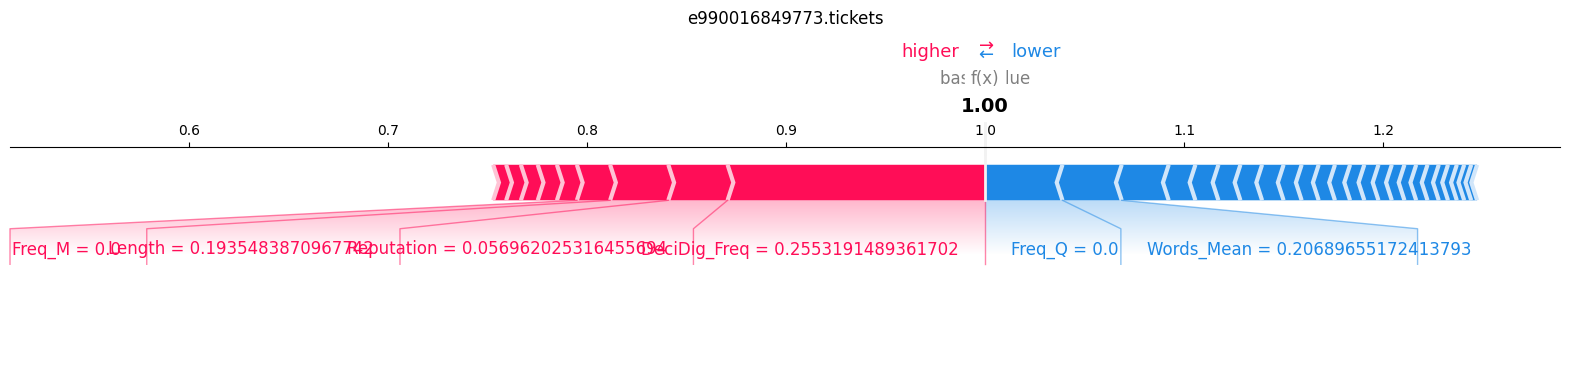 e990016849773.tickets
higher ⇄ lower
f(x)
1.00
0.6 0.7 0.8 0.9 1.0 1.1 1.2
Freq_M = 0.0 Length = 0.1935483870967742 Reputation = 0.056962025316455694 DeciDig_Freq = 0.2553191489361702 Freq_Q = 0.0 Words_Mean = 0.20689655172413793